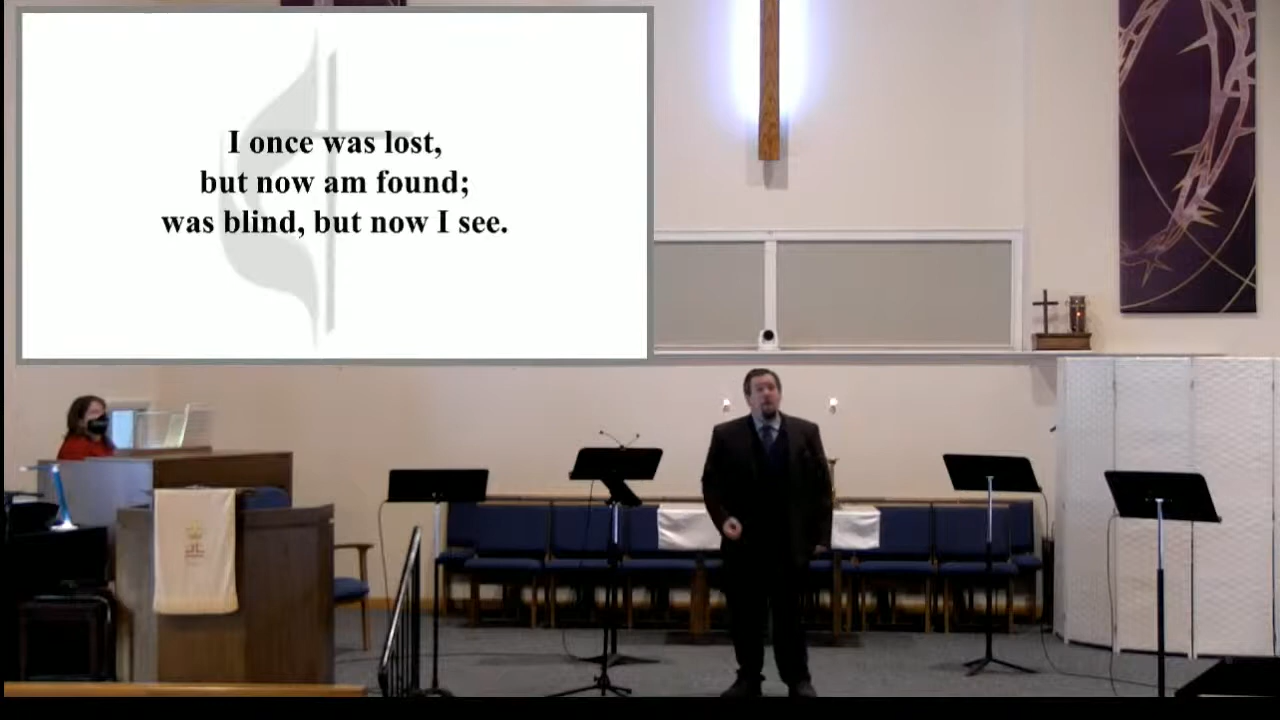 I once was lost,
but now am found;
was blind, but now I see.